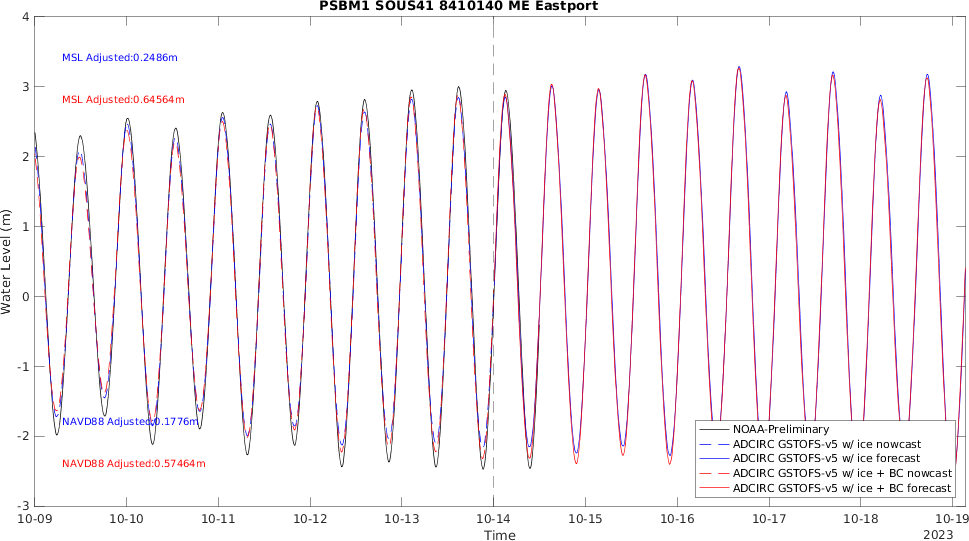 PSBM1 SOUS41 8410140 ME Eastport
4
3
2
1
0
-1
-2
-3
Water Level (m)
MSL Adjusted:0.2486m
MSL Adjusted:0.64564m
NAVD88 Adjusted:0.1776m
NAVD88 Adjusted:0.57464m
NOAA-Preliminary
ADCIRC GSTOFS-v5 w/ ice nowcast
ADCIRC GSTOFS-v5 w/ ice forecast
ADCIRC GSTOFS-v5 w/ ice + BC nowcast
ADCIRC GSTOFS-v5 w/ ice + BC forecast
10-09 10-10 10-11 10-12 10-13 10-14 10-15 10-16 10-17 10-18 10-19
Time
2023